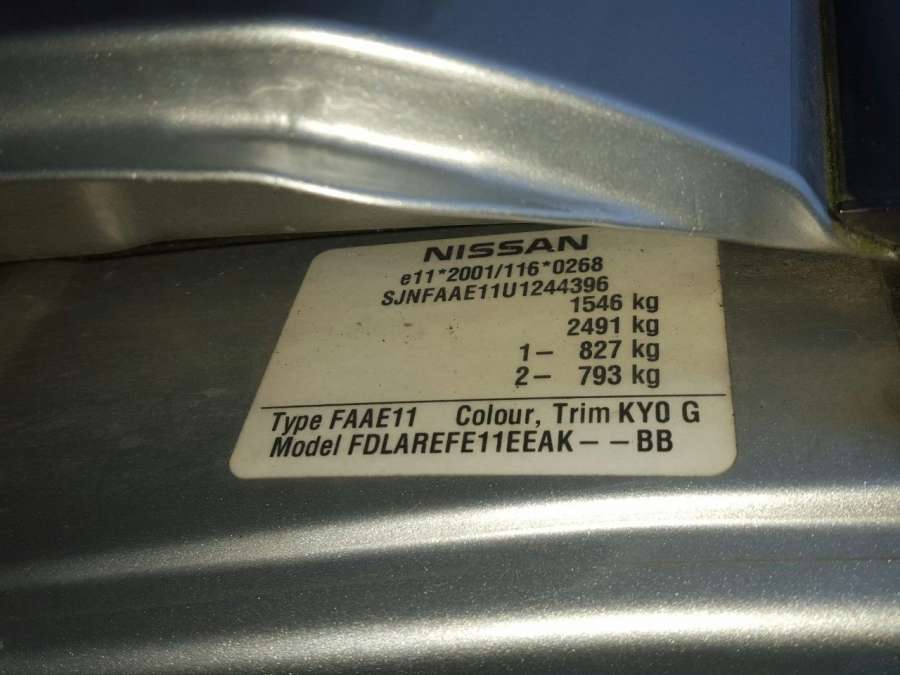 NISSAN
e11*2001/116*0268
SJNFAAE11U1244396
1546 kg
2491 kg
1– 827 kg
2– 793 kg
Type FAAE11 Colour, Trim KY0 G
Model FDLAREFE11EEAK – – BB